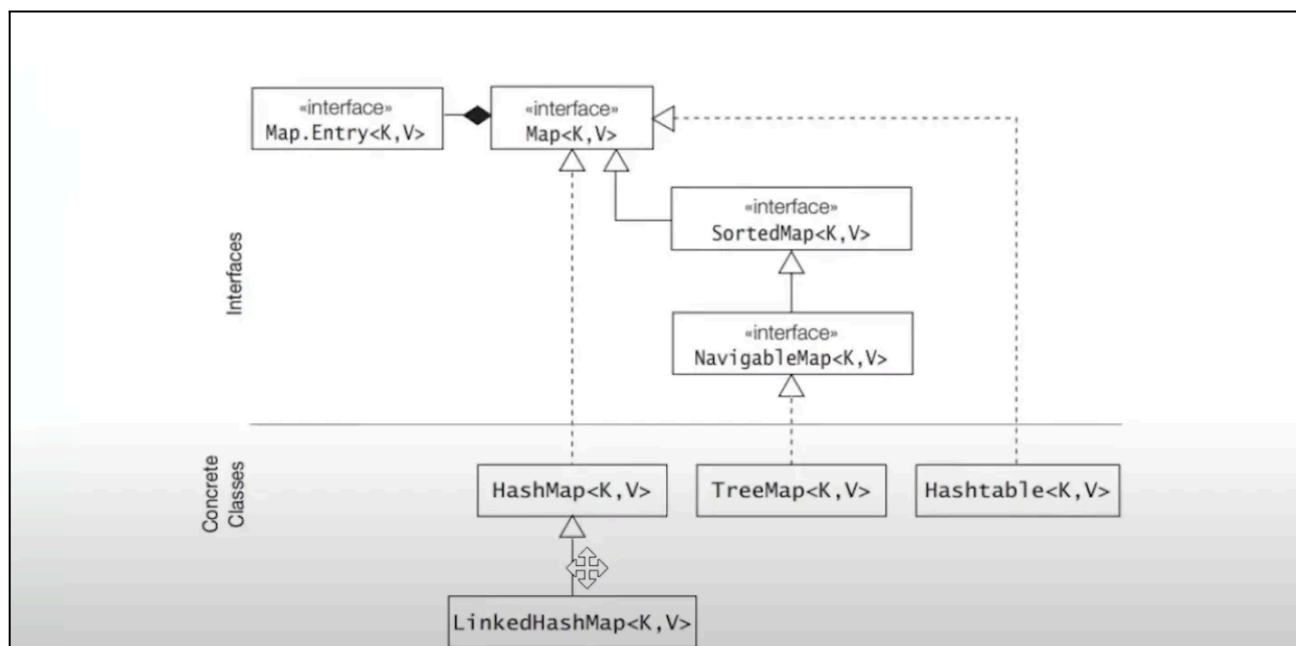 «interface»
Map.Entry<K,V>
«interface»
Map<K,V>
«interface»
SortedMap<K,V>
Interfaces
«interface»
NavigableMap<K,V>
Concrete
Classes
HashMap<K,V>
TreeMap<K,V>
Hashtable<K,V>
LinkedHashMap<K,V>